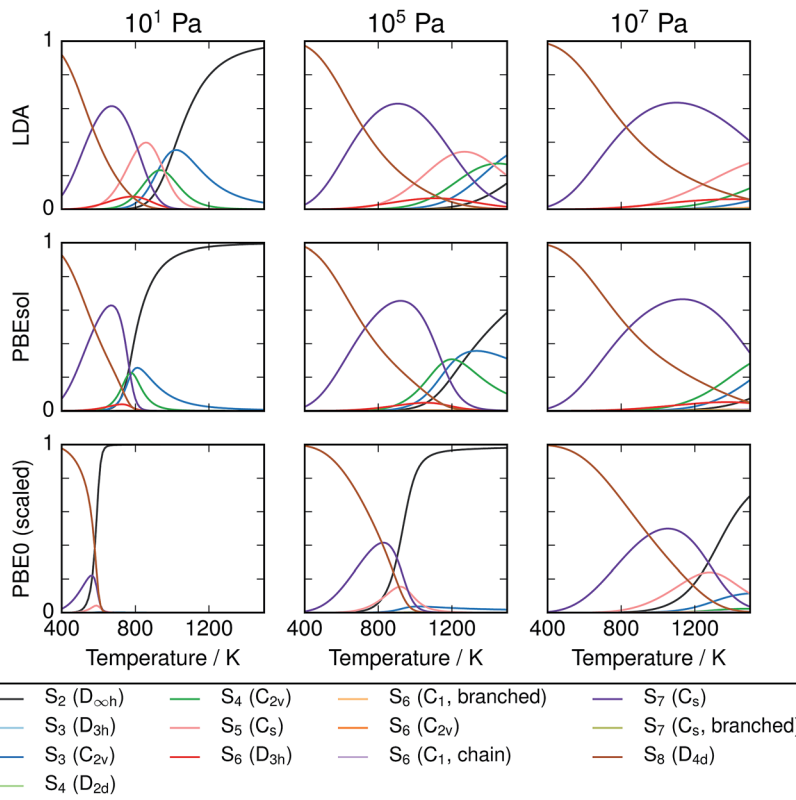 10¹ Pa 10⁵ Pa 10⁷ Pa
LDA
1
0
PBEsol
1
0
PBE0 (scaled)
1
0
400 800 1200 400 800 1200 400 800 1200
Temperature / K Temperature / K Temperature / K
S₂ (D∞h) S₄ (C₂ᵥ) S₆ (C₁, branched) S₇ (Cₛ)
S₃ (D₃h) S₅ (Cₛ) S₆ (C₂ᵥ) S₇ (Cₛ, branched)
S₃ (C₂ᵥ) S₆ (D₃h) S₆ (C₁, chain) S₈ (D₄d)
S₄ (D₂d)